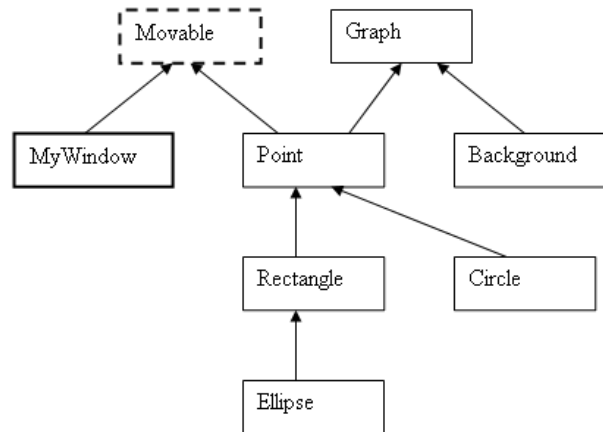 Movable
Graph
MyWindow
Point
Background
Rectangle
Circle
Ellipse